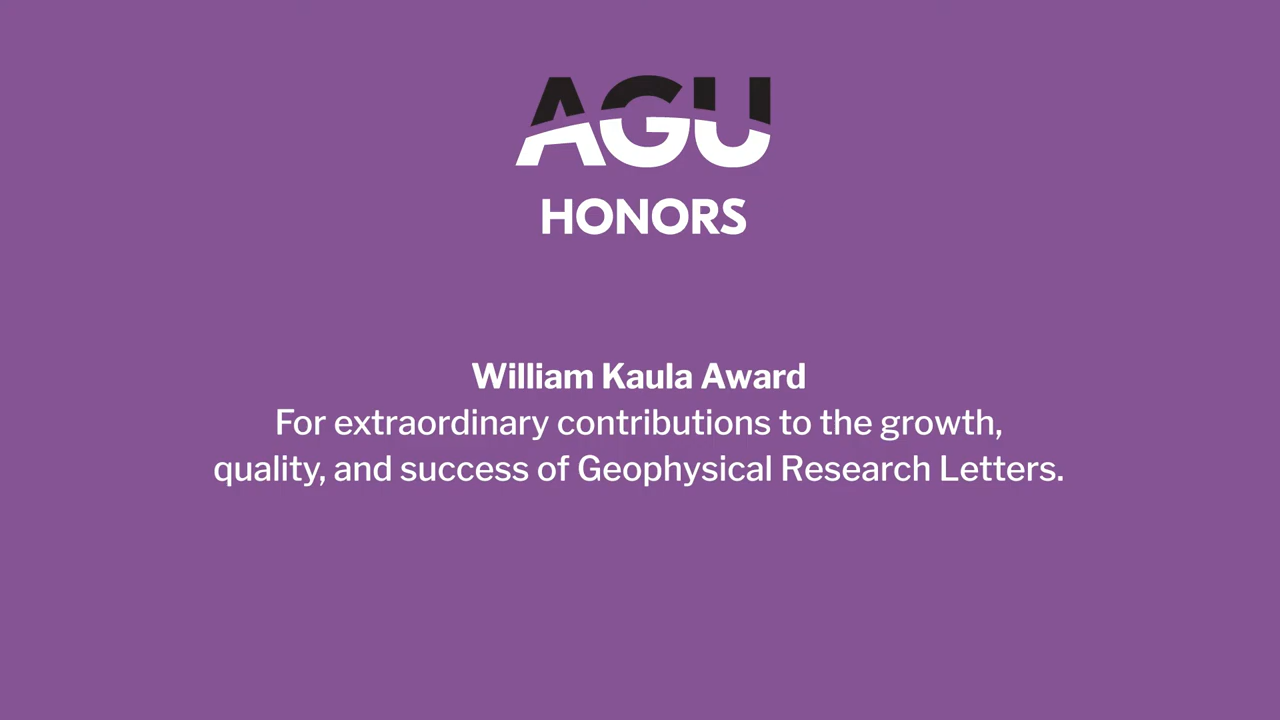 AGU
HONORS
William Kaula Award
For extraordinary contributions to the growth,
quality, and success of Geophysical Research Letters.